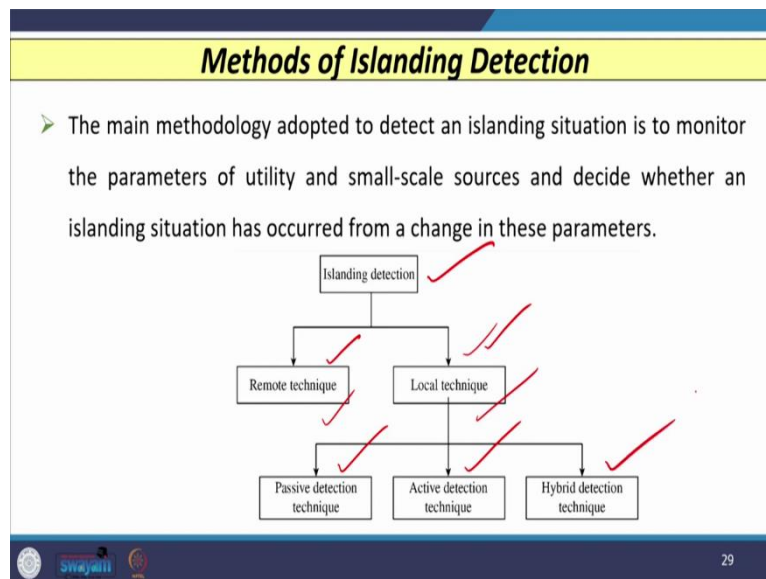 Methods of Islanding Detection
➢ The main methodology adopted to detect an islanding situation is to monitor
the parameters of utility and small-scale sources and decide whether an
islanding situation has occurred from a change in these parameters.
Islanding detection
Remote technique
Local technique
Passive detection
technique
Active detection
technique
Hybrid detection
technique
swayam
29